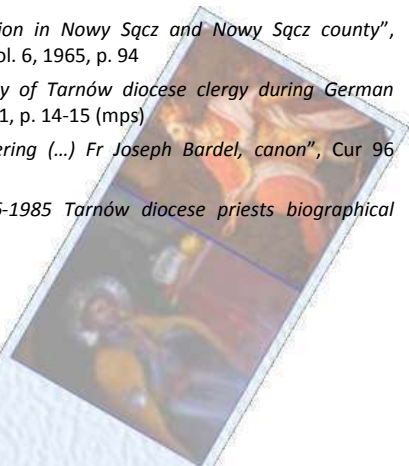 ion in Nowy Sącz and Nowy Sącz county”,
ol. 6, 1965, p. 94
y of Tarnów diocese clergy during German
1, p. 14-15 (mps)
ering (...) Fr Joseph Bardel, canon”, Cur 96
-1985 Tarnów diocese priests biographical